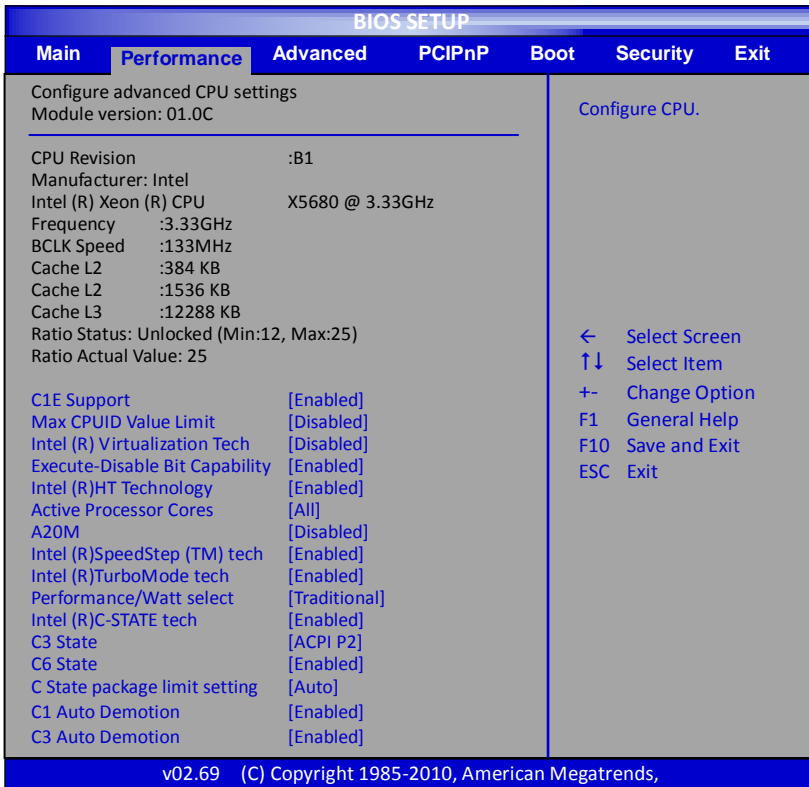 BIOS SETUP
Main Performance Advanced PCIPnP Boot Security Exit
Configure advanced CPU settings
Module version: 01.0C
Configure CPU.
CPU Revision :B1
Manufacturer: Intel
Intel (R) Xeon (R) CPU X5680 @ 3.33GHz
Frequency :3.33GHz
BCLK Speed :133MHz
Cache L2 :384 KB
Cache L2 :1536 KB
Cache L3 :12288 KB
Ratio Status: Unlocked (Min:12, Max:25)
Ratio Actual Value: 25
C1E Support [Enabled]
Max CPUID Value Limit [Disabled]
Intel (R) Virtualization Tech [Disabled]
Execute-Disable Bit Capability [Enabled]
Intel (R)HT Technology [Enabled]
Active Processor Cores [All]
A20M [Disabled]
Intel (R)SpeedStep (TM) tech [Enabled]
Intel (R)TurboMode tech [Enabled]
Performance/Watt select [Traditional]
Intel (R)C-STATE tech [Enabled]
C3 State [ACPI P2]
C6 State [Enabled]
C State package limit setting [Auto]
C1 Auto Demotion [Enabled]
C3 Auto Demotion [Enabled]
← Select Screen
↑↓ Select Item
+- Change Option
F1 General Help
F10 Save and Exit
ESC Exit
v02.69 (C) Copyright 1985-2010, American Megatrends,